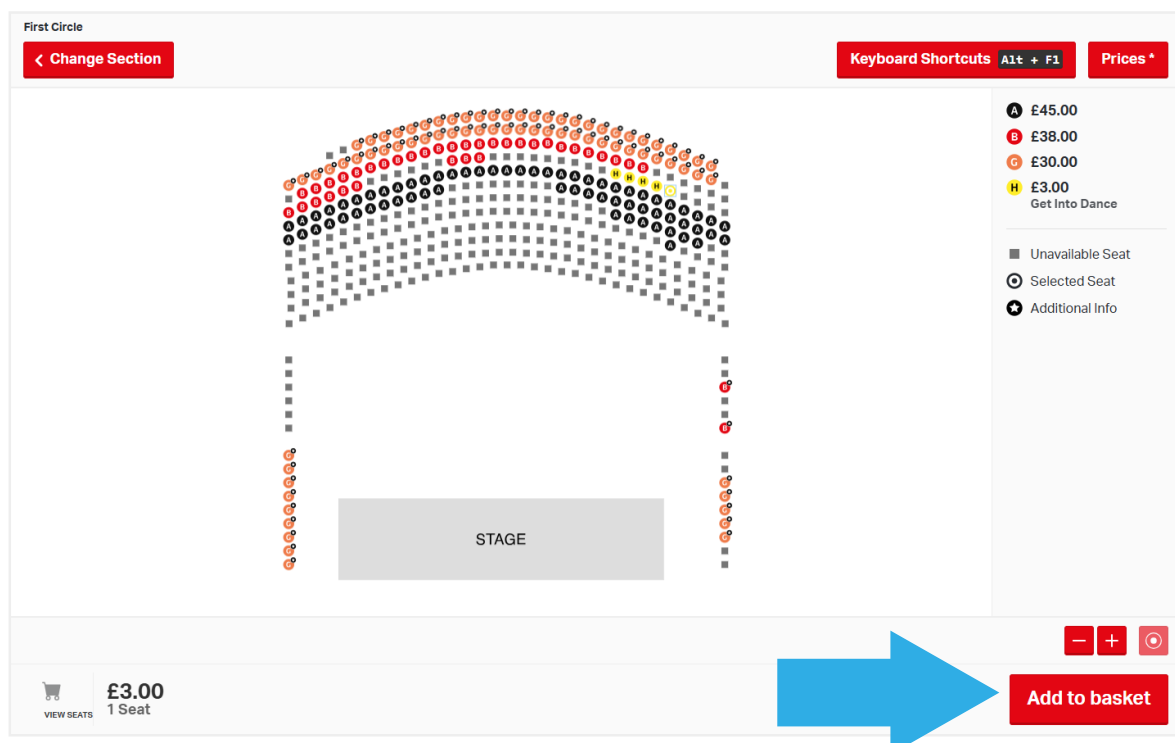 First Circle
Change Section
Keyboard Shortcuts Alt + F1
Prices *
A £45.00
B £38.00
G £30.00
H £3.00
Get Into Dance
Unavailable Seat
Selected Seat
Additional Info
STAGE
£3.00
1 Seat
VIEW SEATS
Add to basket